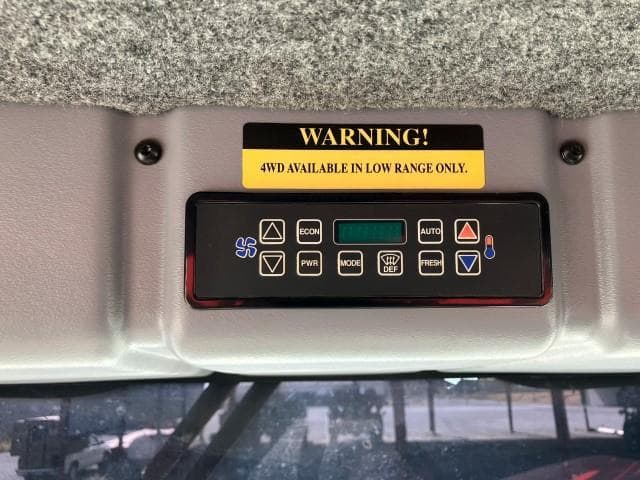 WARNING!
4WD AVAILABLE IN LOW RANGE ONLY.
ECON AUTO
PWR MODE DEF FRESH